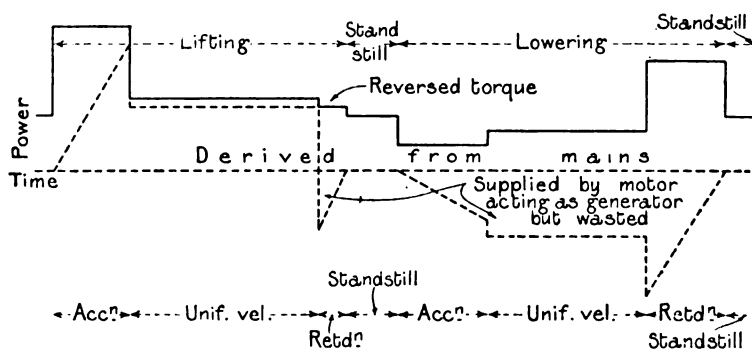 Standstill
Lifting
Stand
still
Lowering
Reversed torque
Power
Derived from mains
Time
Supplied by motor
acting as generator
but wasted
Standstill
Accⁿ
Unif. vel.
Retdⁿ
Accⁿ
Unif. vel.
Retdⁿ
Standstill